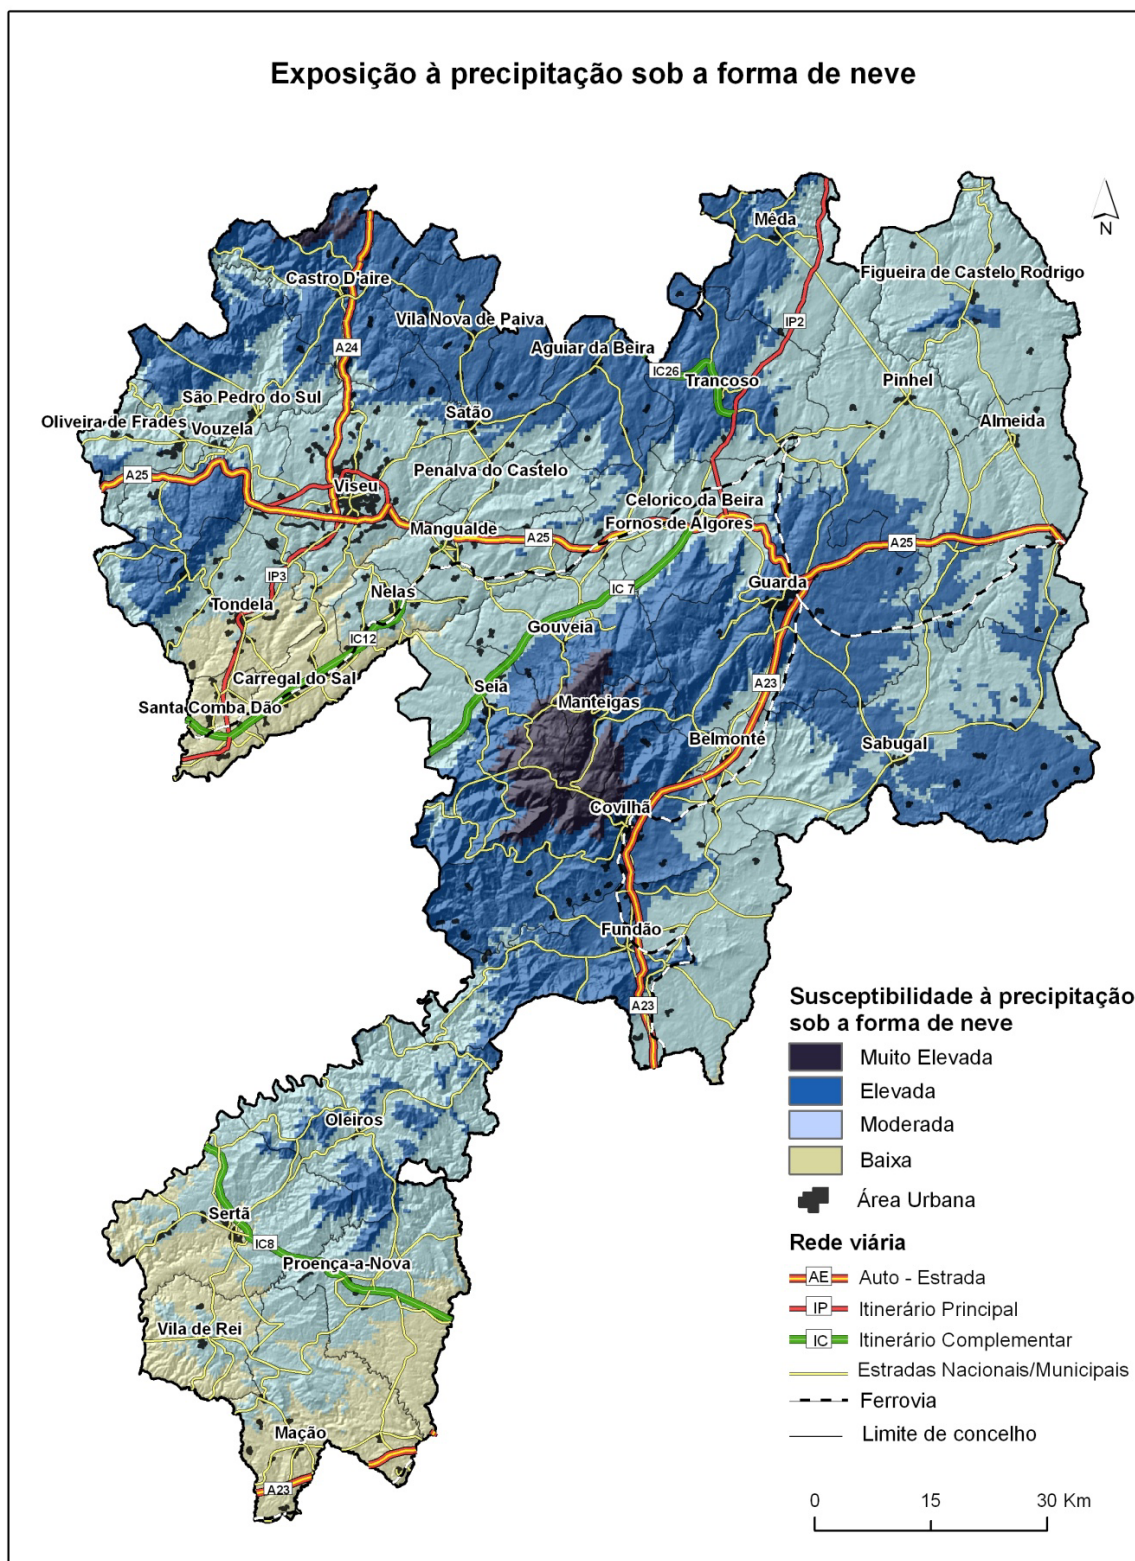 Exposição à precipitação sob a forma de neve
N
Mêda
Castro D'aire
Figueira de Castelo Rodrigo
Vila Nova de Paiva
IP2
A24
Aguiar da Beira
IC26
Trancoso
Pinhel
São Pedro do Sul
Satão
Oliveira de Frades
Vouzela
Almeida
A25
Penalva do Castelo
Viseu
Celorico da Beira
Mangualde
Fornos de Algores
A25
A25
IP3
Guarda
Nelas
IC 7
Tondela
IC12
Gouveia
Carregal do Sal
Seia
A23
Manteigas
Santa Comba Dão
Belmonte
Sabugal
Covilhã
Fundão
A23
Susceptibilidade à precipitação
sob a forma de neve
Muito Elevada
Elevada
Moderada
Baixa
Área Urbana
Rede viária
AE Auto - Estrada
IP Itinerário Principal
IC Itinerário Complementar
Estradas Nacionais/Municipais
Ferrovia
Limite de concelho
Oleiros
Sertã
IC8
Proença-a-Nova
Vila de Rei
Mação
A23
0 15 30 Km